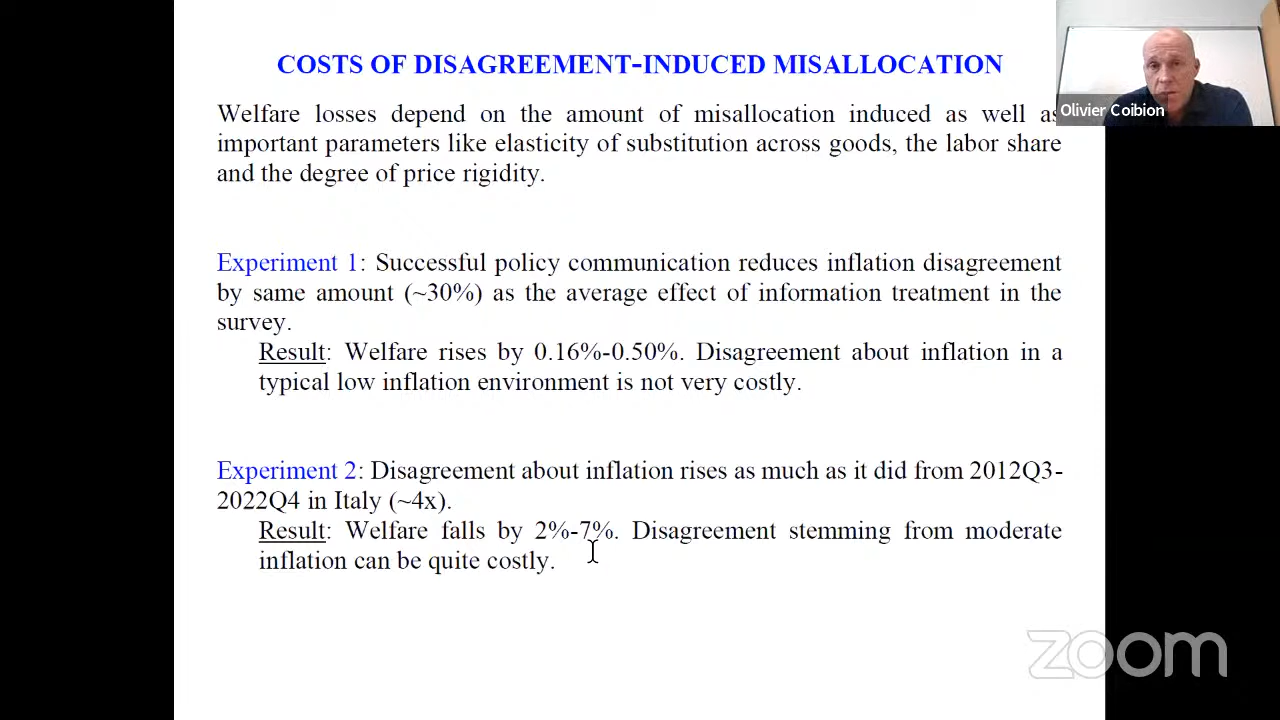 COSTS OF DISAGREEMENT-INDUCED MISALLOCATION
Welfare losses depend on the amount of misallocation induced as well as
important parameters like elasticity of substitution across goods, the labor share
and the degree of price rigidity.
Experiment 1: Successful policy communication reduces inflation disagreement
by same amount (~30%) as the average effect of information treatment in the
survey.
Result: Welfare rises by 0.16%-0.50%. Disagreement about inflation in a
typical low inflation environment is not very costly.
Experiment 2: Disagreement about inflation rises as much as it did from 2012Q3-
2022Q4 in Italy (~4x).
Result: Welfare falls by 2%-7%. Disagreement stemming from moderate
inflation can be quite costly.
Olivier Coibion
zoom